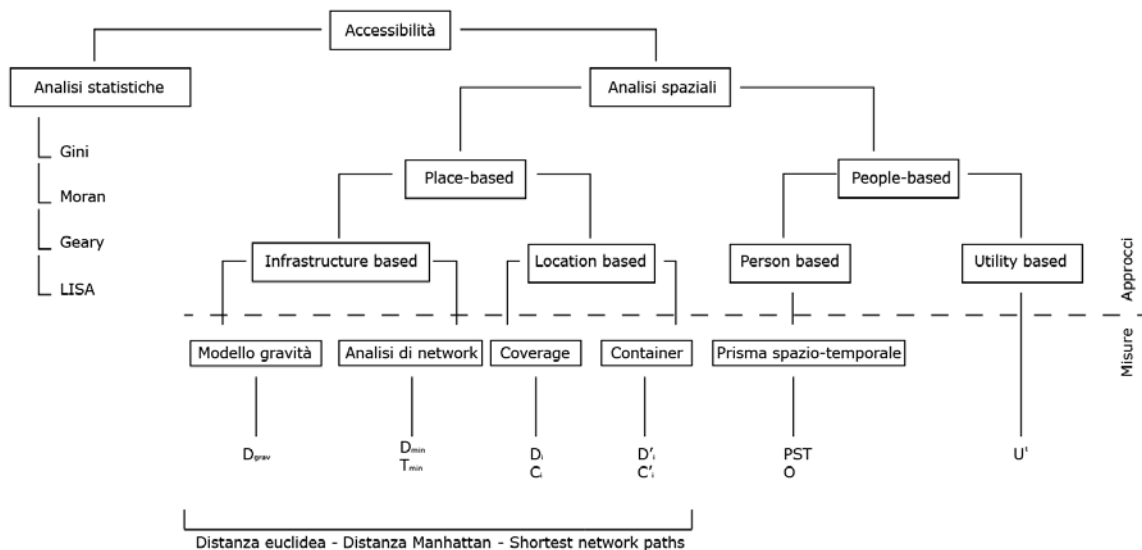 Accessibilità
Analisi statistiche
Analisi spaziali
Gini
Moran
Geary
LISA
Place-based
People-based
Infrastructure based
Location based
Person based
Utility based
Approcci
Misure
Modello gravità
Analisi di network
Coverage
Container
Prisma spazio-temporale
Dgrav
Dmin
Tmin
Di
Ci
D'i
C'i
PST
O
Distanza euclidea - Distanza Manhattan - Shortest network paths